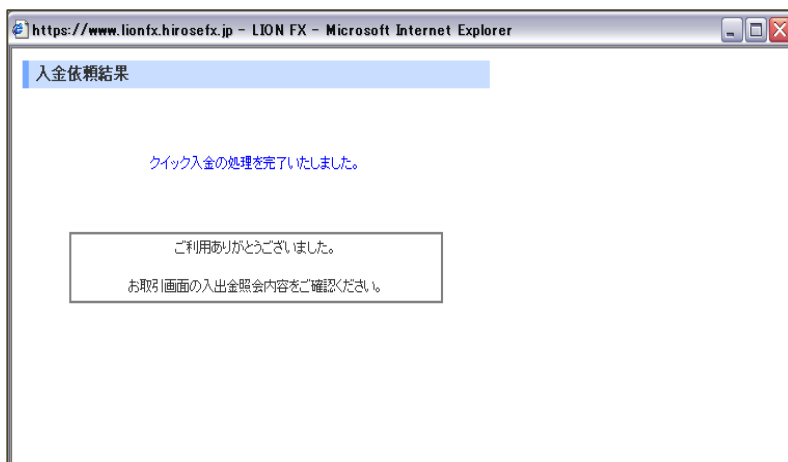 https://www.lionfx.hirosefx.jp - LION FX - Microsoft Internet Explorer
入金依頼結果
クイック入金の処理を完了いたしました。
ご利用ありがとうございました。
お取引画面の入出金照会内容をご確認ください。